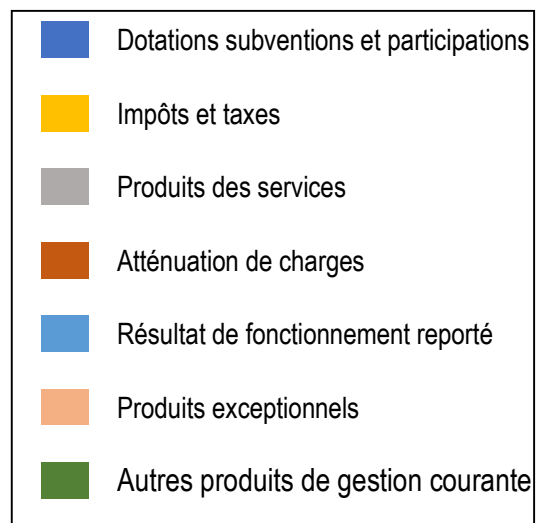 Dotations subventions et participations
Impôts et taxes
Produits des services
Atténuation de charges
Résultat de fonctionnement reporté
Produits exceptionnels
Autres produits de gestion courante